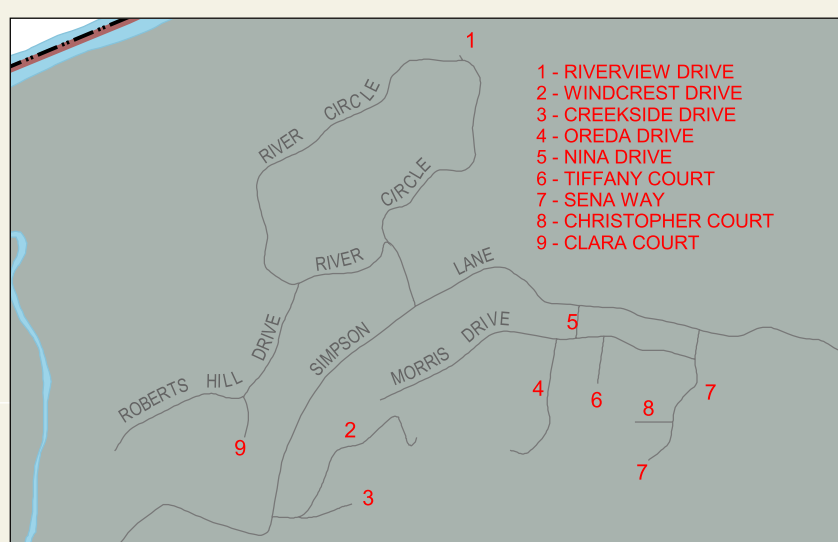 1
RIVER CIRCLE
CIRCLE
RIVER
LANE
SIMPSON
MORRIS DRIVE
ROBERTS HILL DRIVE
5
4
6
7
8
7
2
9
3
1 - RIVERVIEW DRIVE
2 - WINDCREST DRIVE
3 - CREEKSIDE DRIVE
4 - OREDA DRIVE
5 - NINA DRIVE
6 - TIFFANY COURT
7 - SENA WAY
8 - CHRISTOPHER COURT
9 - CLARA COURT